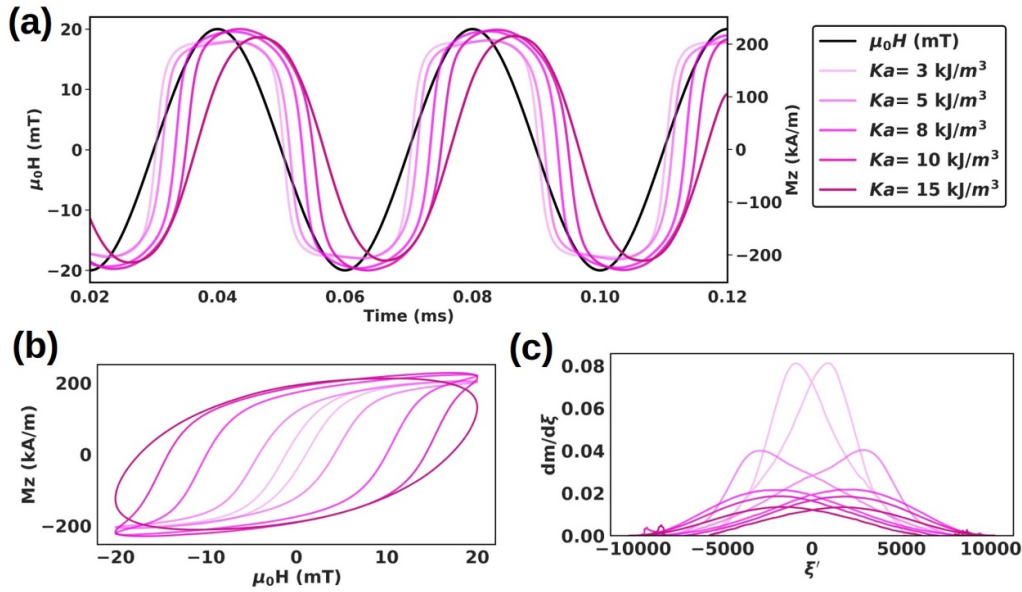 (a)
20
10
0
−10
−20
μ₀H (mT)
200
100
0
−100
−200
Mz (kA/m)
0.02 0.04 0.06 0.08 0.10 0.12
Time (ms)
μ₀H (mT)
Ka= 3 kJ/m³
Ka= 5 kJ/m³
Ka= 8 kJ/m³
Ka= 10 kJ/m³
Ka= 15 kJ/m³
(b)
200
0
−200
Mz (kA/m)
−20 −10 0 10 20
μ₀H (mT)
(c)
0.08
0.06
0.04
0.02
0.00
dm/dξ
−10000 −5000 0 5000 10000
ξ′